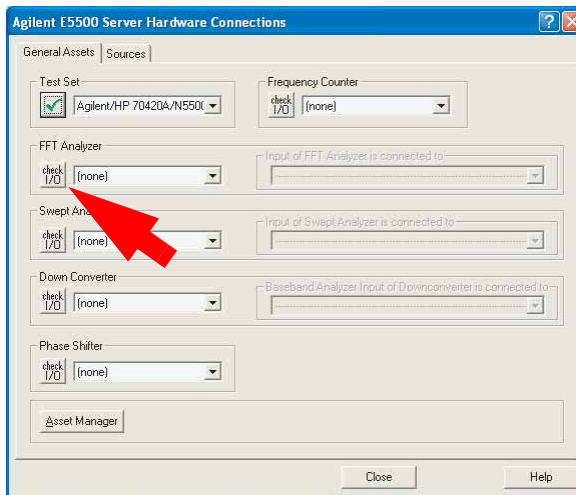 Agilent E5500 Server Hardware Connections
General Assets
Sources
Test Set
Agilent/HP 70420A/N550
Frequency Counter
check I/O
(none)
FFT Analyzer
check I/O
(none)
Input of FFT Analyzer is connected to
Swept Ana
check I/O
(none)
Input of Swept Analyzer is connected to
Down Converter
check I/O
(none)
Baseband Analyzer Input of Downconverter is connected to
Phase Shifter
check I/O
(none)
Asset Manager
Close
Help